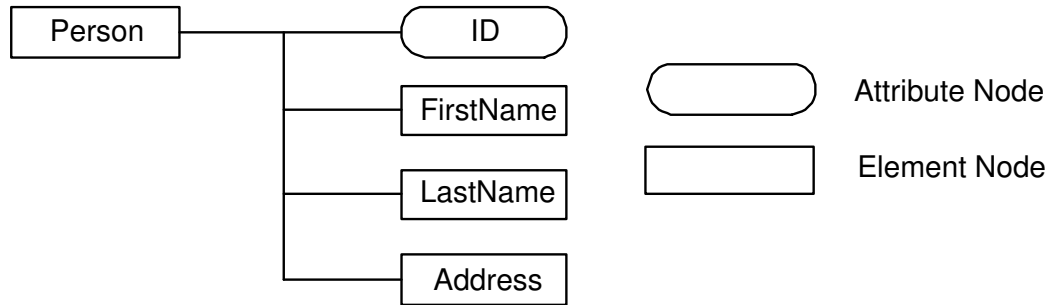 Person
ID
FirstName
LastName
Address
Attribute Node
Element Node